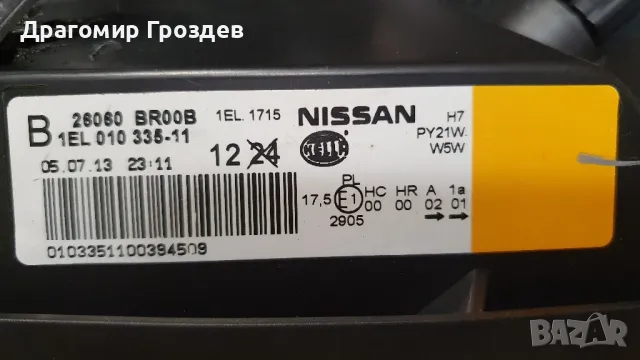 Драгомир Гроздев
B 26060 BR00B 1EL. 1715 NISSAN H7
1EL 010 335-11 PY21W
05.07.13 23:11 12 24 HELLA W5W
PL
17,5 E1 HC HR A 1a
00 00 02 01
2905
0103351100394509
BAZAR